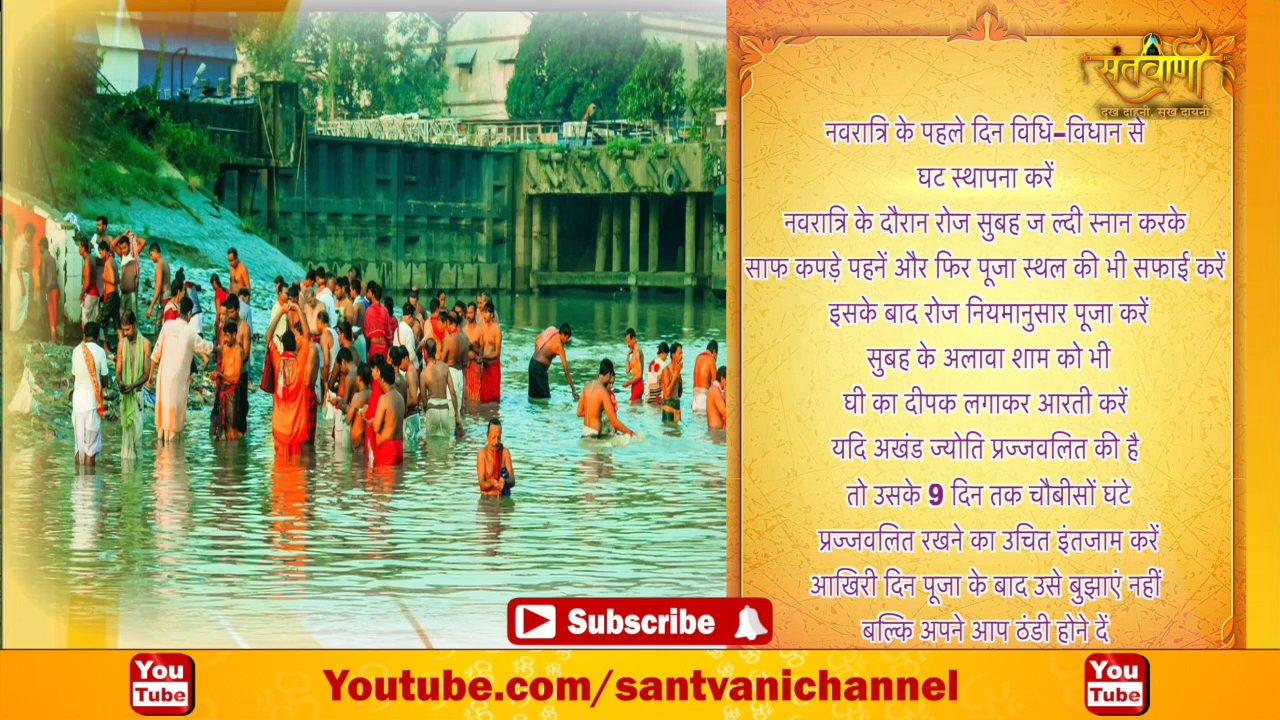 संतवाणी
नवरात्रि के पहले दिन विधि–विधान से
घट स्थापना करें
नवरात्रि के दौरान रोज सुबह ज ल्दी स्नान करके
साफ कपड़े पहनें और फिर पूजा स्थल की भी सफाई करें
इसके बाद रोज नियमानुसार पूजा करें
सुबह के अलावा शाम को भी
घी का दीपक लगाकर आरती करें
यदि अखंड ज्योति प्रज्जवलित की है
तो उसके 9 दिन तक चौबीसों घंटे
प्रज्जवलित रखने का उचित इंतजाम करें
आखिरी दिन पूजा के बाद उसे बुझाएं नहीं
बल्कि अपने आप ठंडी होने दें
Subscribe
You
Tube
Youtube.com/santvanichannel
You
Tube